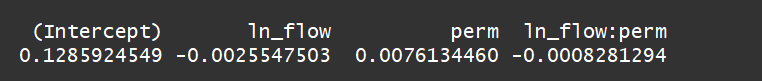 (Intercept) ln_flow perm ln_flow:perm
0.1285924549 -0.0025547503 0.0076134460 -0.0008281294